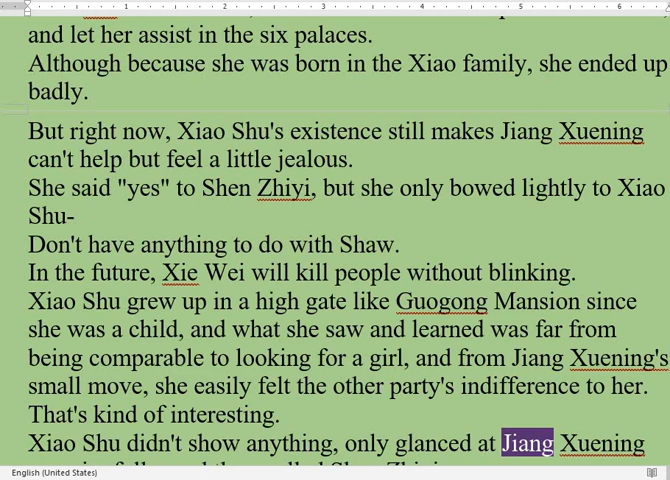 1 2 3 4 5 6
and let her assist in the six palaces.
Although because she was born in the Xiao family, she ended up
badly.
But right now, Xiao Shu's existence still makes Jiang Xuening
can't help but feel a little jealous.
She said "yes" to Shen Zhiyi, but she only bowed lightly to Xiao
Shu-
Don't have anything to do with Shaw.
In the future, Xie Wei will kill people without blinking.
Xiao Shu grew up in a high gate like Guogong Mansion since
she was a child, and what she saw and learned was far from
being comparable to looking for a girl, and from Jiang Xuening's
small move, she easily felt the other party's indifference to her.
That's kind of interesting.
Xiao Shu didn't show anything, only glanced at Jiang Xuening
English (United States)